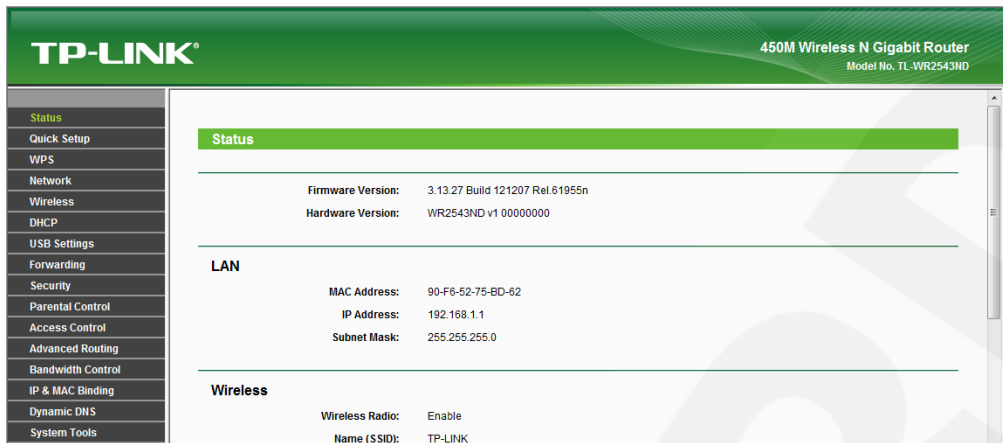 TP-LINK®
450M Wireless N Gigabit Router
Model No. TL-WR2543ND
Status
Quick Setup
WPS
Network
Wireless
DHCP
USB Settings
Forwarding
Security
Parental Control
Access Control
Advanced Routing
Bandwidth Control
IP & MAC Binding
Dynamic DNS
System Tools
Status
Firmware Version: 3.13.27 Build 121207 Rel.61955n
Hardware Version: WR2543ND v1 00000000
LAN
MAC Address: 90-F6-52-75-BD-62
IP Address: 192.168.1.1
Subnet Mask: 255.255.255.0
Wireless
Wireless Radio: Enable
Name (SSID): TP-LINK